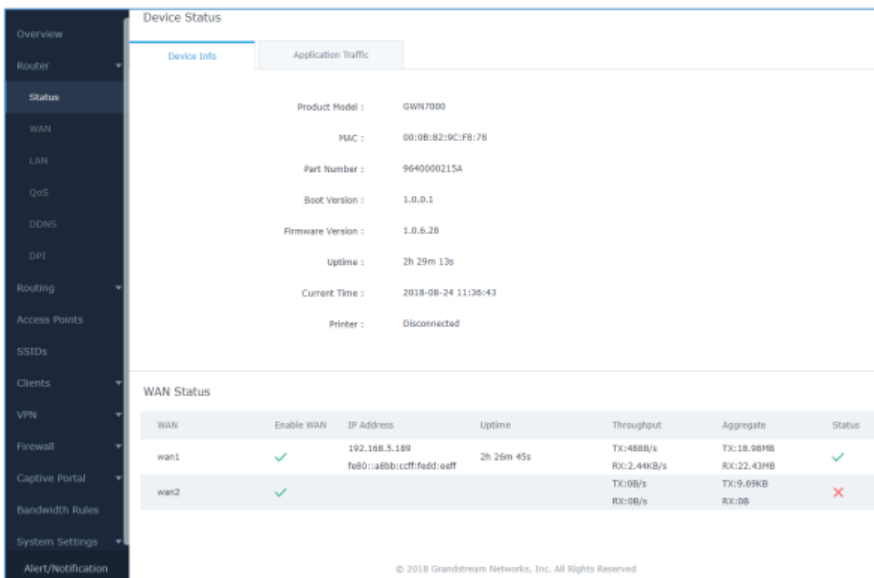 Device Status
Overview
Router
Status
WAN
LAN
QoS
DDNS
DPI
Routing
Access Points
SSIDs
Clients
VPN
Firewall
Captive Portal
Bandwidth Rules
System Settings
Alert/Notification
Device Info Application Traffic
Product Model : GWN7000
MAC : 00:0B:82:9C:F8:78
Part Number : 9640000215A
Boot Version : 1.0.0.1
Firmware Version : 1.0.6.28
Uptime : 2h 29m 13s
Current Time : 2018-08-24 11:36:43
Printer : Disconnected
WAN Status
WAN Enable WAN IP Address Uptime Throughput Aggregate Status
wan1 192.168.5.189 2h 26m 45s TX:488B/s TX:18.98MB
fe80::a8bb:ccff:fedd:eeff RX:2.44KB/s RX:22.43MB
wan2 TX:0B/s TX:9.69KB
RX:0B/s RX:0B
© 2018 Grandstream Networks, Inc. All Rights Reserved